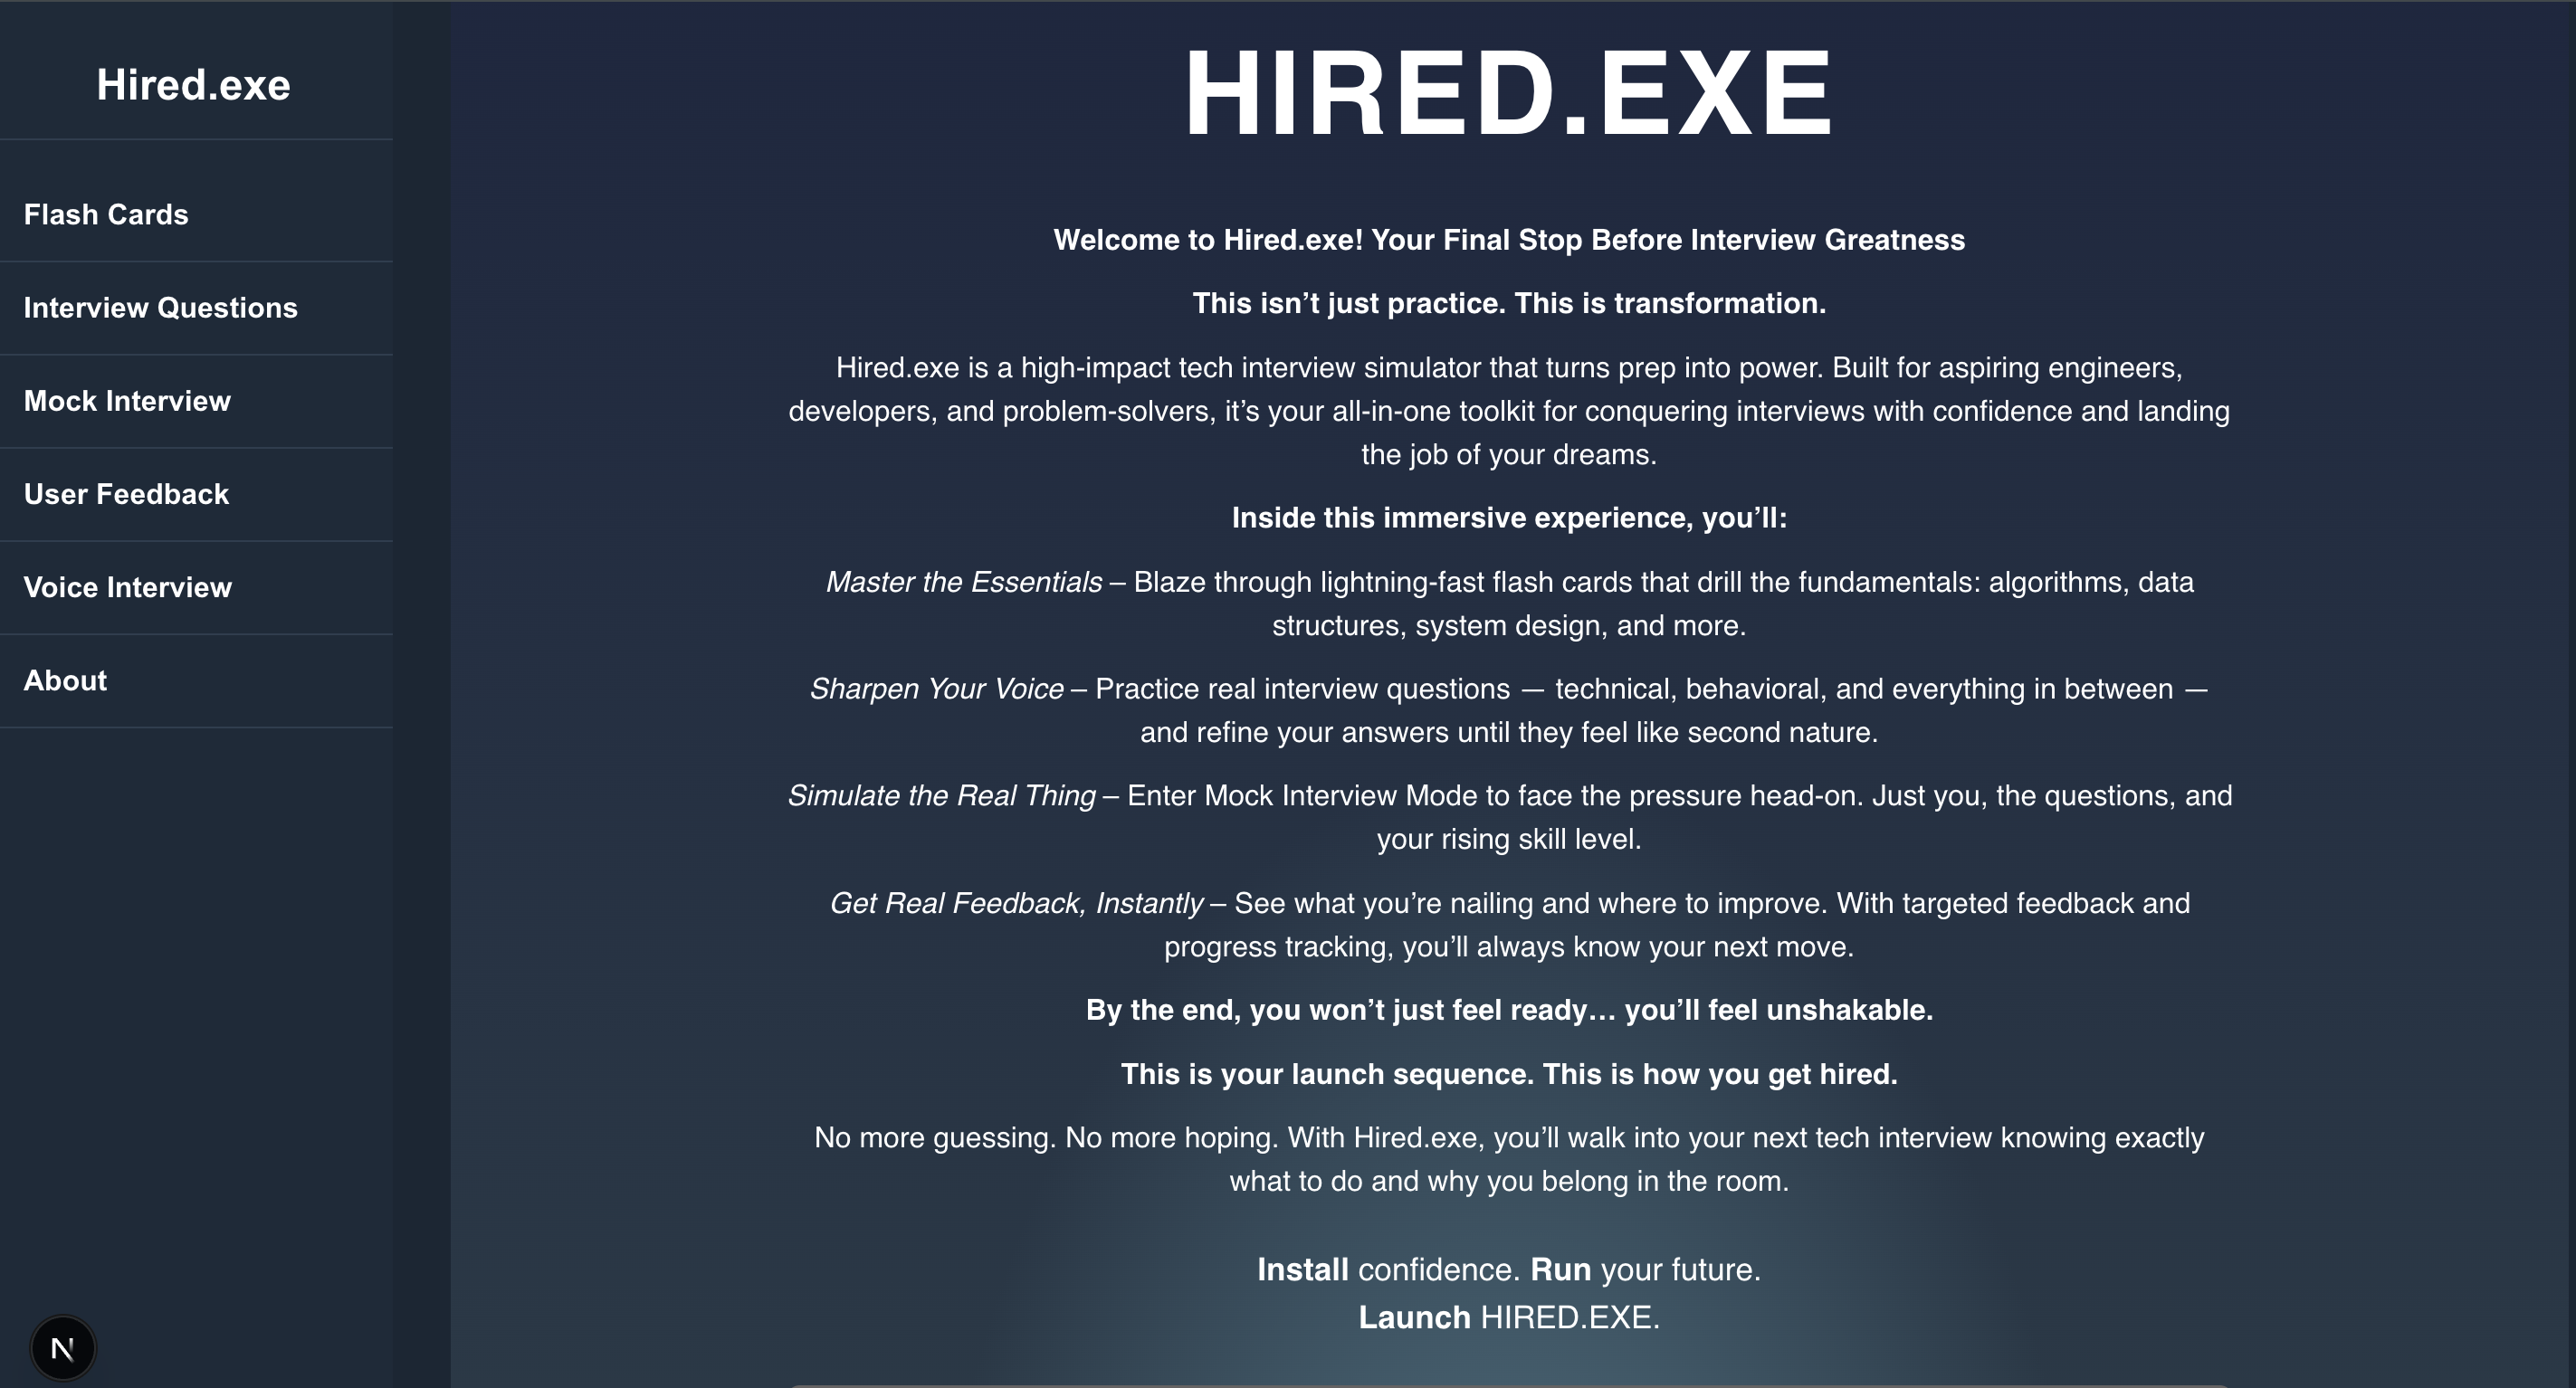 Hired.exe
Flash Cards
Interview Questions
Mock Interview
User Feedback
Voice Interview
About
N
HIRED.EXE
Welcome to Hired.exe! Your Final Stop Before Interview Greatness
This isn’t just practice. This is transformation.
Hired.exe is a high-impact tech interview simulator that turns prep into power. Built for aspiring engineers,
developers, and problem-solvers, it’s your all-in-one toolkit for conquering interviews with confidence and landing
the job of your dreams.
Inside this immersive experience, you’ll:
Master the Essentials – Blaze through lightning-fast flash cards that drill the fundamentals: algorithms, data
structures, system design, and more.
Sharpen Your Voice – Practice real interview questions — technical, behavioral, and everything in between —
and refine your answers until they feel like second nature.
Simulate the Real Thing – Enter Mock Interview Mode to face the pressure head-on. Just you, the questions, and
your rising skill level.
Get Real Feedback, Instantly – See what you’re nailing and where to improve. With targeted feedback and
progress tracking, you’ll always know your next move.
By the end, you won’t just feel ready… you’ll feel unshakable.
This is your launch sequence. This is how you get hired.
No more guessing. No more hoping. With Hired.exe, you’ll walk into your next tech interview knowing exactly
what to do and why you belong in the room.
Install confidence. Run your future.
Launch HIRED.EXE.